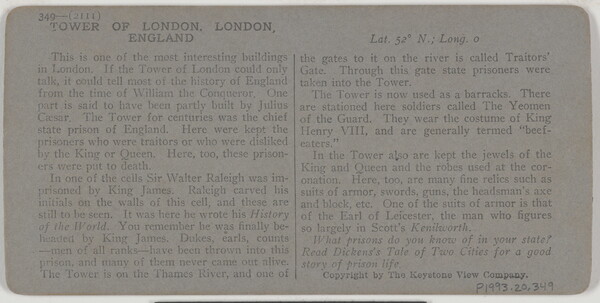 349—(2111)
TOWER OF LONDON, LONDON,
ENGLAND
This is one of the most interesting buildings
in London. If the Tower of London could only
talk, it could tell most of the history of England
from the time of William the Conqueror. One
part is said to have been partly built by Julius
Cæsar. The Tower for centuries was the chief
state prison of England. Here were kept the
prisoners who were traitors or who were disliked
by the King or Queen. Here, too, these prison-
ers were put to death.
In one of the cells Sir Walter Raleigh was im-
prisoned by King James. Raleigh carved his
initials on the walls of this cell, and these are
still to be seen. It was here he wrote his History
of the World. You remember he was finally be-
headed by King James. Dukes, earls, counts
—men of all ranks—have been thrown into this
prison, and many of them never came out alive.
The Tower is on the Thames River, and one of
Lat. 52° N.; Long. 0
the gates to it on the river is called Traitors'
Gate. Through this gate state prisoners were
taken into the Tower.
The Tower is now used as a barracks. There
are stationed here soldiers called The Yeomen
of the Guard. They wear the costume of King
Henry VIII, and are generally termed "beef-
eaters."
In the Tower also are kept the jewels of the
King and Queen and the robes used at the cor-
onation. Here, too, are many fine relics such as
suits of armor, swords, guns, the headsman's axe
and block, etc. One of the suits of armor is that
of the Earl of Leicester, the man who figures
so largely in Scott's Kenilworth.
What prisons do you know of in your state?
Read Dickens's Tale of Two Cities for a good
story of prison life.
Copyright by The Keystone View Company.
P1993.20.349